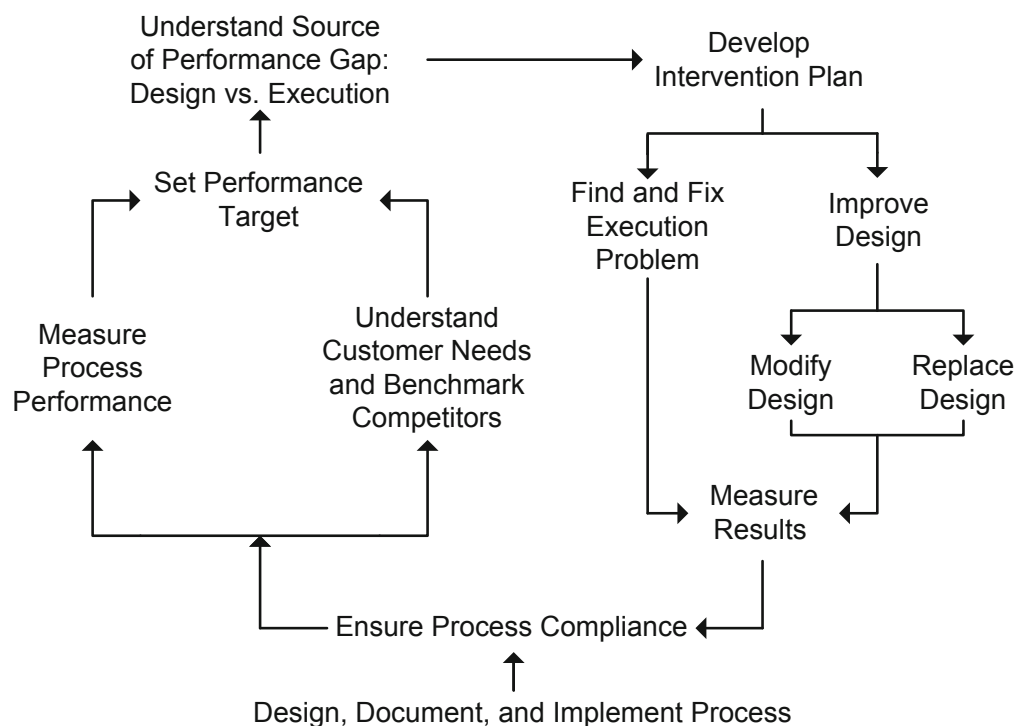 Understand Source
of Performance Gap:
Design vs. Execution
Develop
Intervention Plan
Set Performance
Target
Find and Fix
Execution
Problem
Improve
Design
Measure
Process
Performance
Understand
Customer Needs
and Benchmark
Competitors
Modify
Design
Replace
Design
Measure
Results
Ensure Process Compliance
Design, Document, and Implement Process